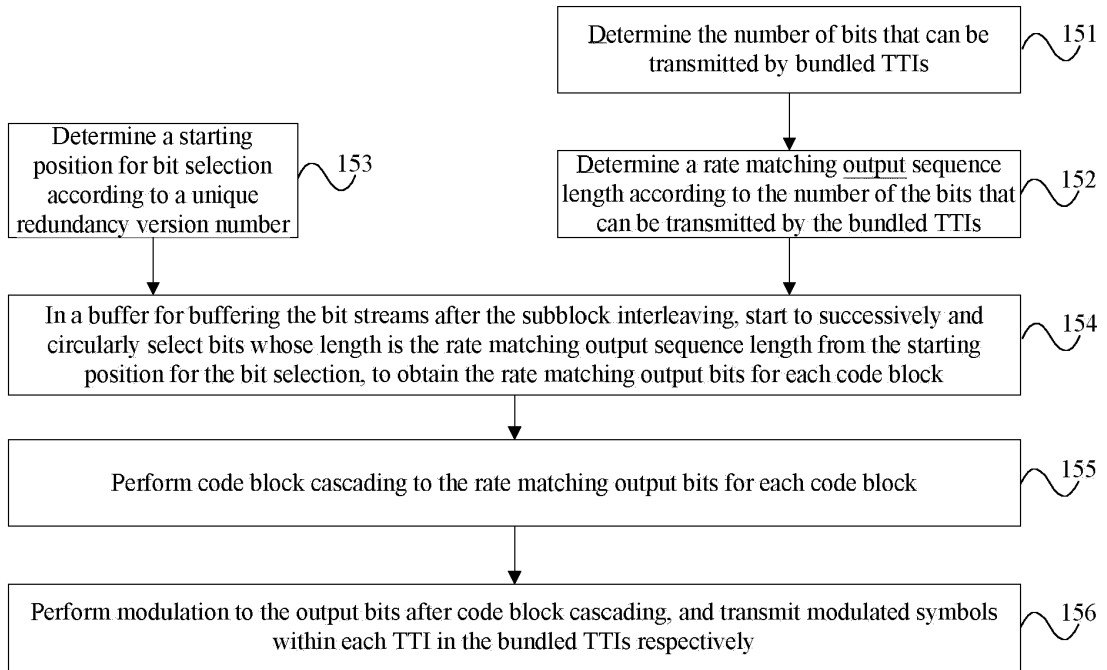 Determine the number of bits that can be
transmitted by bundled TTIs
151
Determine a starting
position for bit selection
according to a unique
redundancy version number
153
Determine a rate matching output sequence
length according to the number of the bits that
can be transmitted by the bundled TTIs
152
In a buffer for buffering the bit streams after the subblock interleaving, start to successively and
circularly select bits whose length is the rate matching output sequence length from the starting
position for the bit selection, to obtain the rate matching output bits for each code block
154
Perform code block cascading to the rate matching output bits for each code block
155
Perform modulation to the output bits after code block cascading, and transmit modulated symbols
within each TTI in the bundled TTIs respectively
156